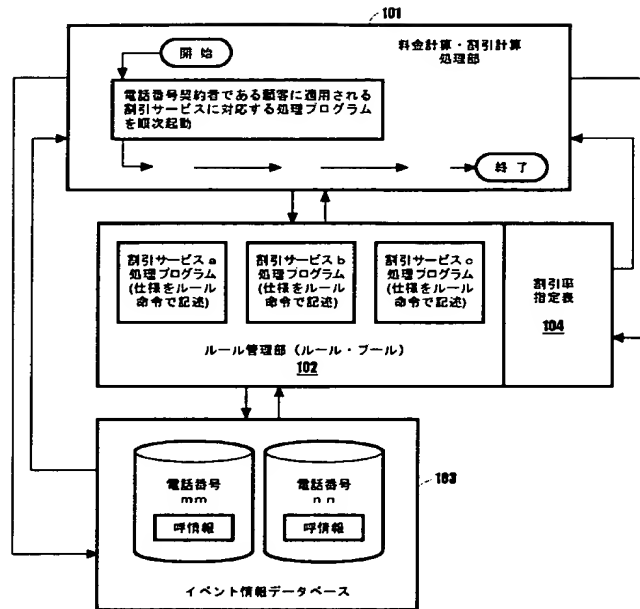 101
料金計算・割引計算
処理部
開始
電話番号契約者である顧客に適用される
割引サービスに対応する処理プログラム
を順次起動
終了
割引サービスa
処理プログラム
(仕様をルール
命令で記述)
割引サービスb
処理プログラム
(仕様をルール
命令で記述)
割引サービスc
処理プログラム
(仕様をルール
命令で記述)
ルール管理部(ルール・プール)
102
割引率
指定表
104
103
電話番号
mm
呼情報
電話番号
nn
呼情報
イベント情報データベース